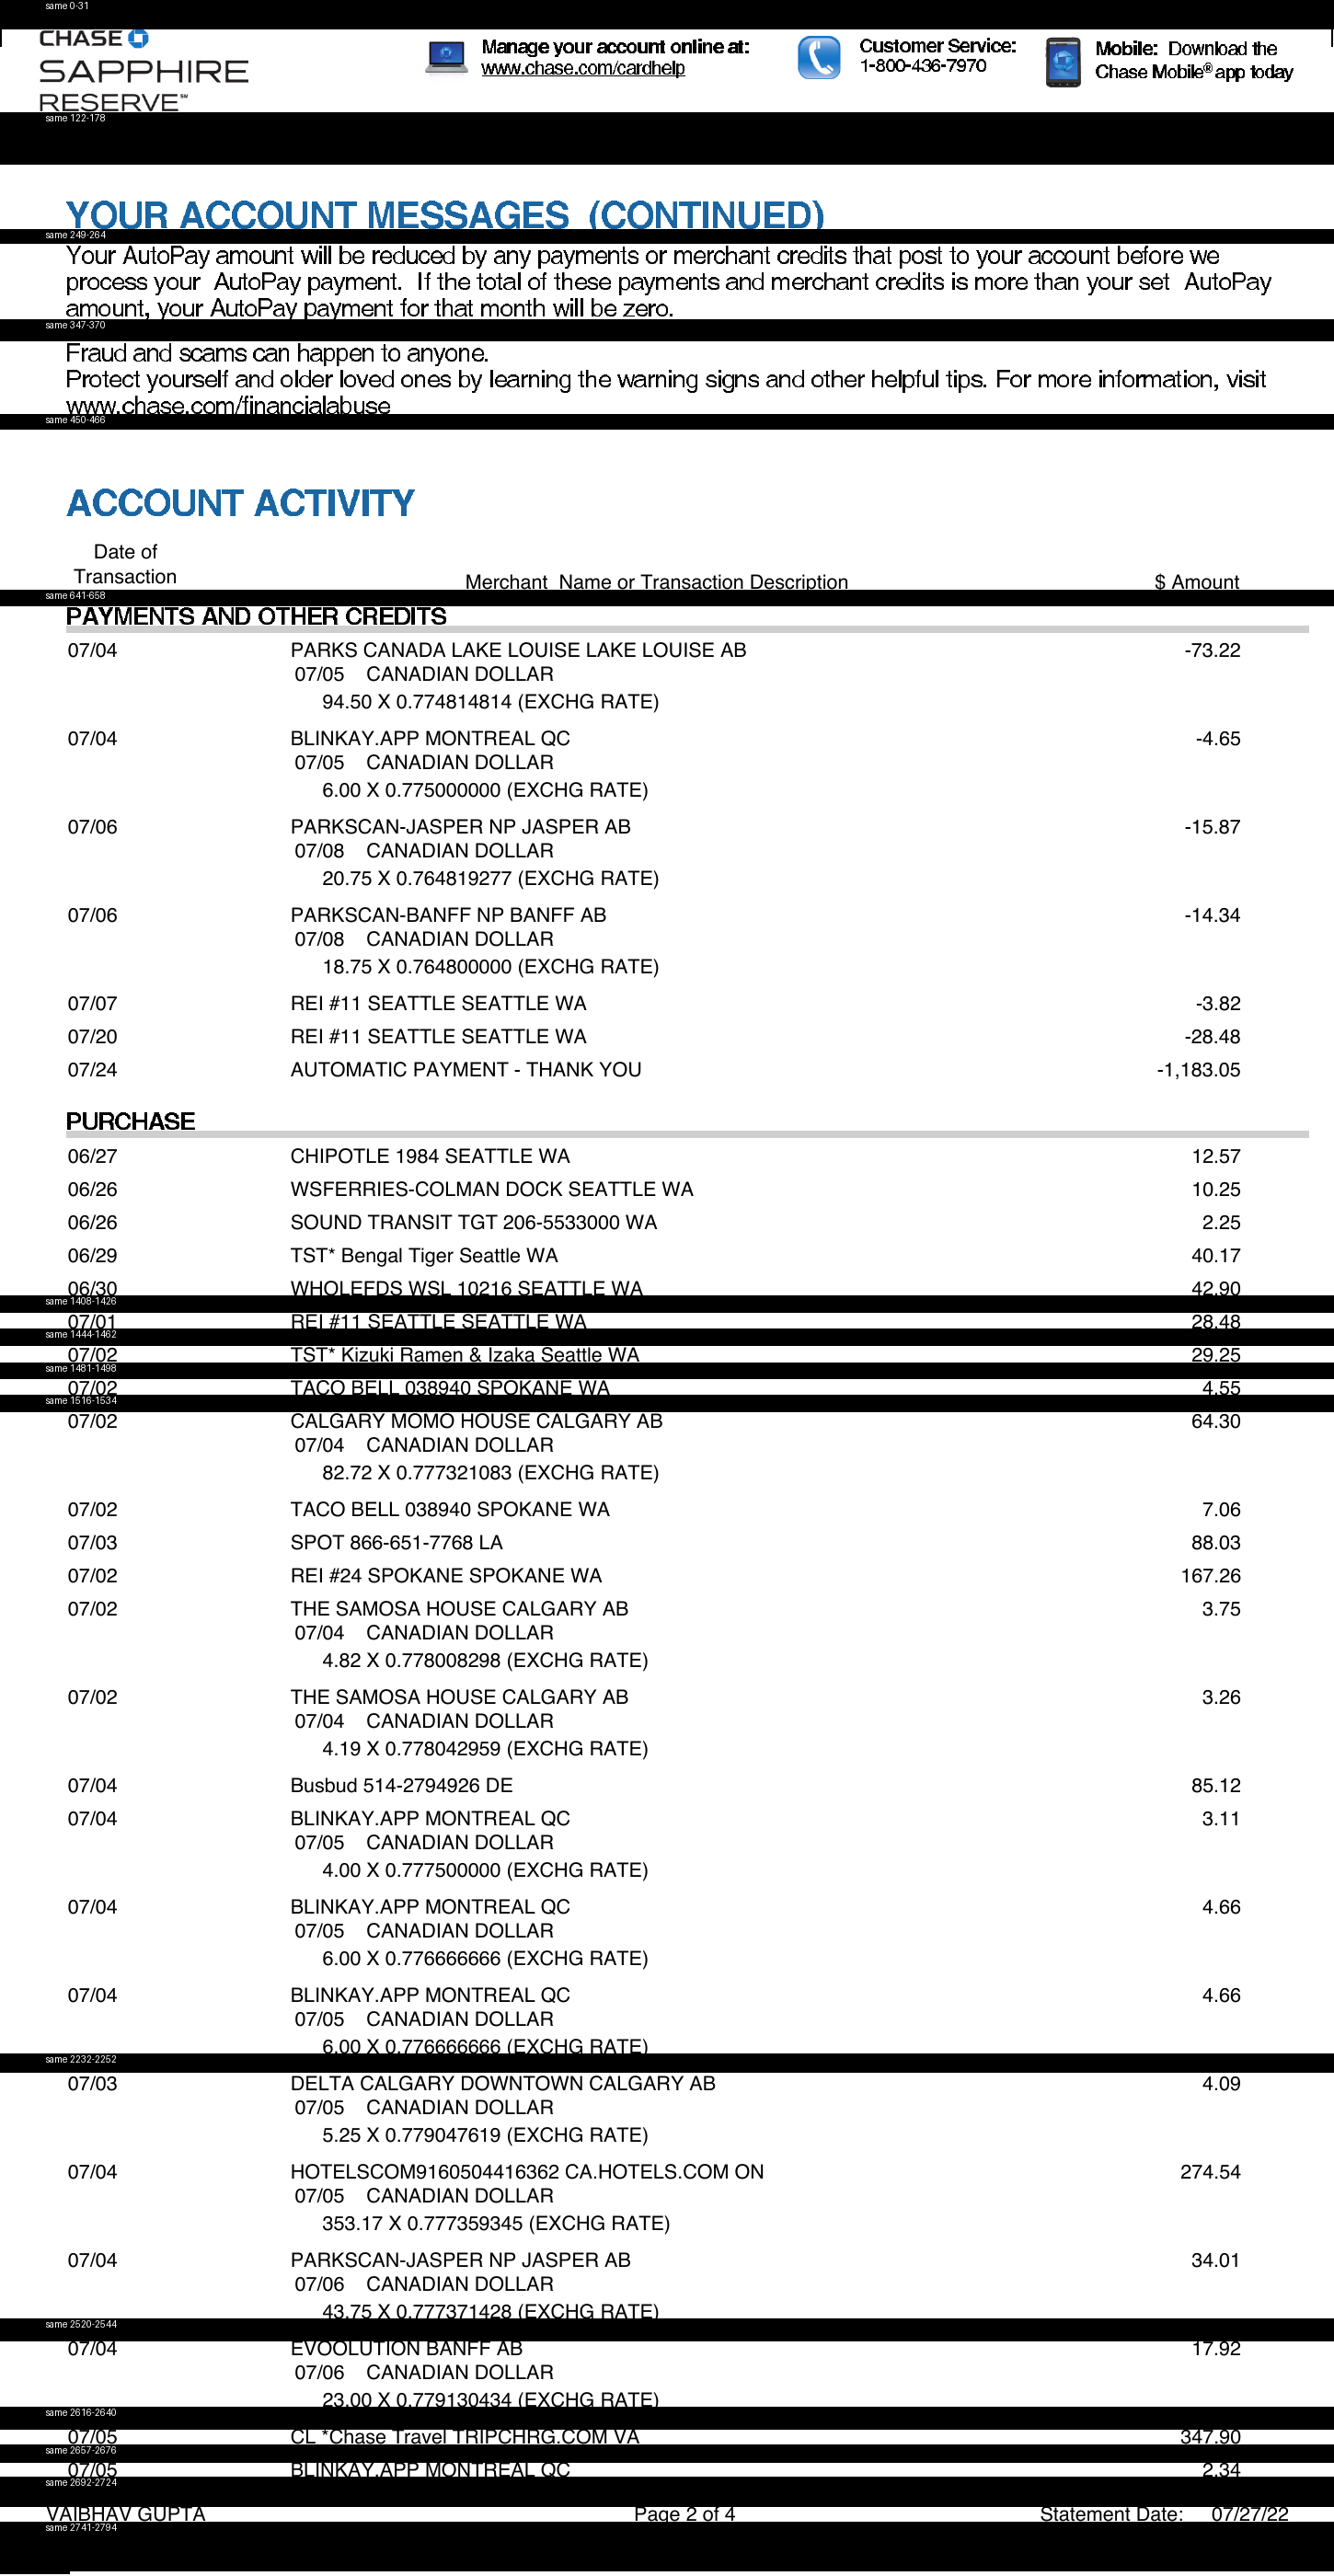 same 0-31
CHASE
SAPPHIRE
RESERVE℠
Manage your account online at:
www.chase.com/cardhelp
Customer Service:
1-800-436-7970
Mobile: Download the
Chase Mobile® app today
same 122-178
YOUR ACCOUNT MESSAGES (CONTINUED)
same 249-264
Your AutoPay amount will be reduced by any payments or merchant credits that post to your account before we
process your AutoPay payment. If the total of these payments and merchant credits is more than your set AutoPay
amount, your AutoPay payment for that month will be zero.
same 347-370
Fraud and scams can happen to anyone.
Protect yourself and older loved ones by learning the warning signs and other helpful tips. For more information, visit
www.chase.com/financialabuse
same 450-466
ACCOUNT ACTIVITY
Date of
Transaction Merchant Name or Transaction Description $ Amount
same 641-658
PAYMENTS AND OTHER CREDITS
07/04 PARKS CANADA LAKE LOUISE LAKE LOUISE AB -73.22
07/05 CANADIAN DOLLAR
94.50 X 0.774814814 (EXCHG RATE)
07/04 BLINKAY.APP MONTREAL QC -4.65
07/05 CANADIAN DOLLAR
6.00 X 0.775000000 (EXCHG RATE)
07/06 PARKSCAN-JASPER NP JASPER AB -15.87
07/08 CANADIAN DOLLAR
20.75 X 0.764819277 (EXCHG RATE)
07/06 PARKSCAN-BANFF NP BANFF AB -14.34
07/08 CANADIAN DOLLAR
18.75 X 0.764800000 (EXCHG RATE)
07/07 REI #11 SEATTLE SEATTLE WA -3.82
07/20 REI #11 SEATTLE SEATTLE WA -28.48
07/24 AUTOMATIC PAYMENT - THANK YOU -1,183.05
PURCHASE
06/27 CHIPOTLE 1984 SEATTLE WA 12.57
06/26 WSFERRIES-COLMAN DOCK SEATTLE WA 10.25
06/26 SOUND TRANSIT TGT 206-5533000 WA 2.25
06/29 TST* Bengal Tiger Seattle WA 40.17
06/30 WHOLEFDS WSL 10216 SEATTLE WA 42.90
same 1408-1426
07/01 REI #11 SEATTLE SEATTLE WA 28.48
same 1444-1462
07/02 TST* Kizuki Ramen & Izaka Seattle WA 29.25
same 1481-1498
07/02 TACO BELL 038940 SPOKANE WA 4.55
same 1516-1534
07/02 CALGARY MOMO HOUSE CALGARY AB 64.30
07/04 CANADIAN DOLLAR
82.72 X 0.777321083 (EXCHG RATE)
07/02 TACO BELL 038940 SPOKANE WA 7.06
07/03 SPOT 866-651-7768 LA 88.03
07/02 REI #24 SPOKANE SPOKANE WA 167.26
07/02 THE SAMOSA HOUSE CALGARY AB 3.75
07/04 CANADIAN DOLLAR
4.82 X 0.778008298 (EXCHG RATE)
07/02 THE SAMOSA HOUSE CALGARY AB 3.26
07/04 CANADIAN DOLLAR
4.19 X 0.778042959 (EXCHG RATE)
07/04 Busbud 514-2794926 DE 85.12
07/04 BLINKAY.APP MONTREAL QC 3.11
07/05 CANADIAN DOLLAR
4.00 X 0.777500000 (EXCHG RATE)
07/04 BLINKAY.APP MONTREAL QC 4.66
07/05 CANADIAN DOLLAR
6.00 X 0.776666666 (EXCHG RATE)
07/04 BLINKAY.APP MONTREAL QC 4.66
07/05 CANADIAN DOLLAR
6.00 X 0.776666666 (EXCHG RATE)
same 2232-2252
07/03 DELTA CALGARY DOWNTOWN CALGARY AB 4.09
07/05 CANADIAN DOLLAR
5.25 X 0.779047619 (EXCHG RATE)
07/04 HOTELSCOM9160504416362 CA.HOTELS.COM ON 274.54
07/05 CANADIAN DOLLAR
353.17 X 0.777359345 (EXCHG RATE)
07/04 PARKSCAN-JASPER NP JASPER AB 34.01
07/06 CANADIAN DOLLAR
43.75 X 0.777371428 (EXCHG RATE)
same 2520-2544
07/04 EVOOLUTION BANFF AB 17.92
07/06 CANADIAN DOLLAR
23.00 X 0.779130434 (EXCHG RATE)
same 2616-2640
07/05 CL *Chase Travel TRIPCHRG.COM VA 347.90
same 2657-2676
07/05 BLINKAY.APP MONTREAL QC 2.34
same 2692-2724
VAIBHAV GUPTA Page 2 of 4 Statement Date: 07/27/22
same 2741-2794